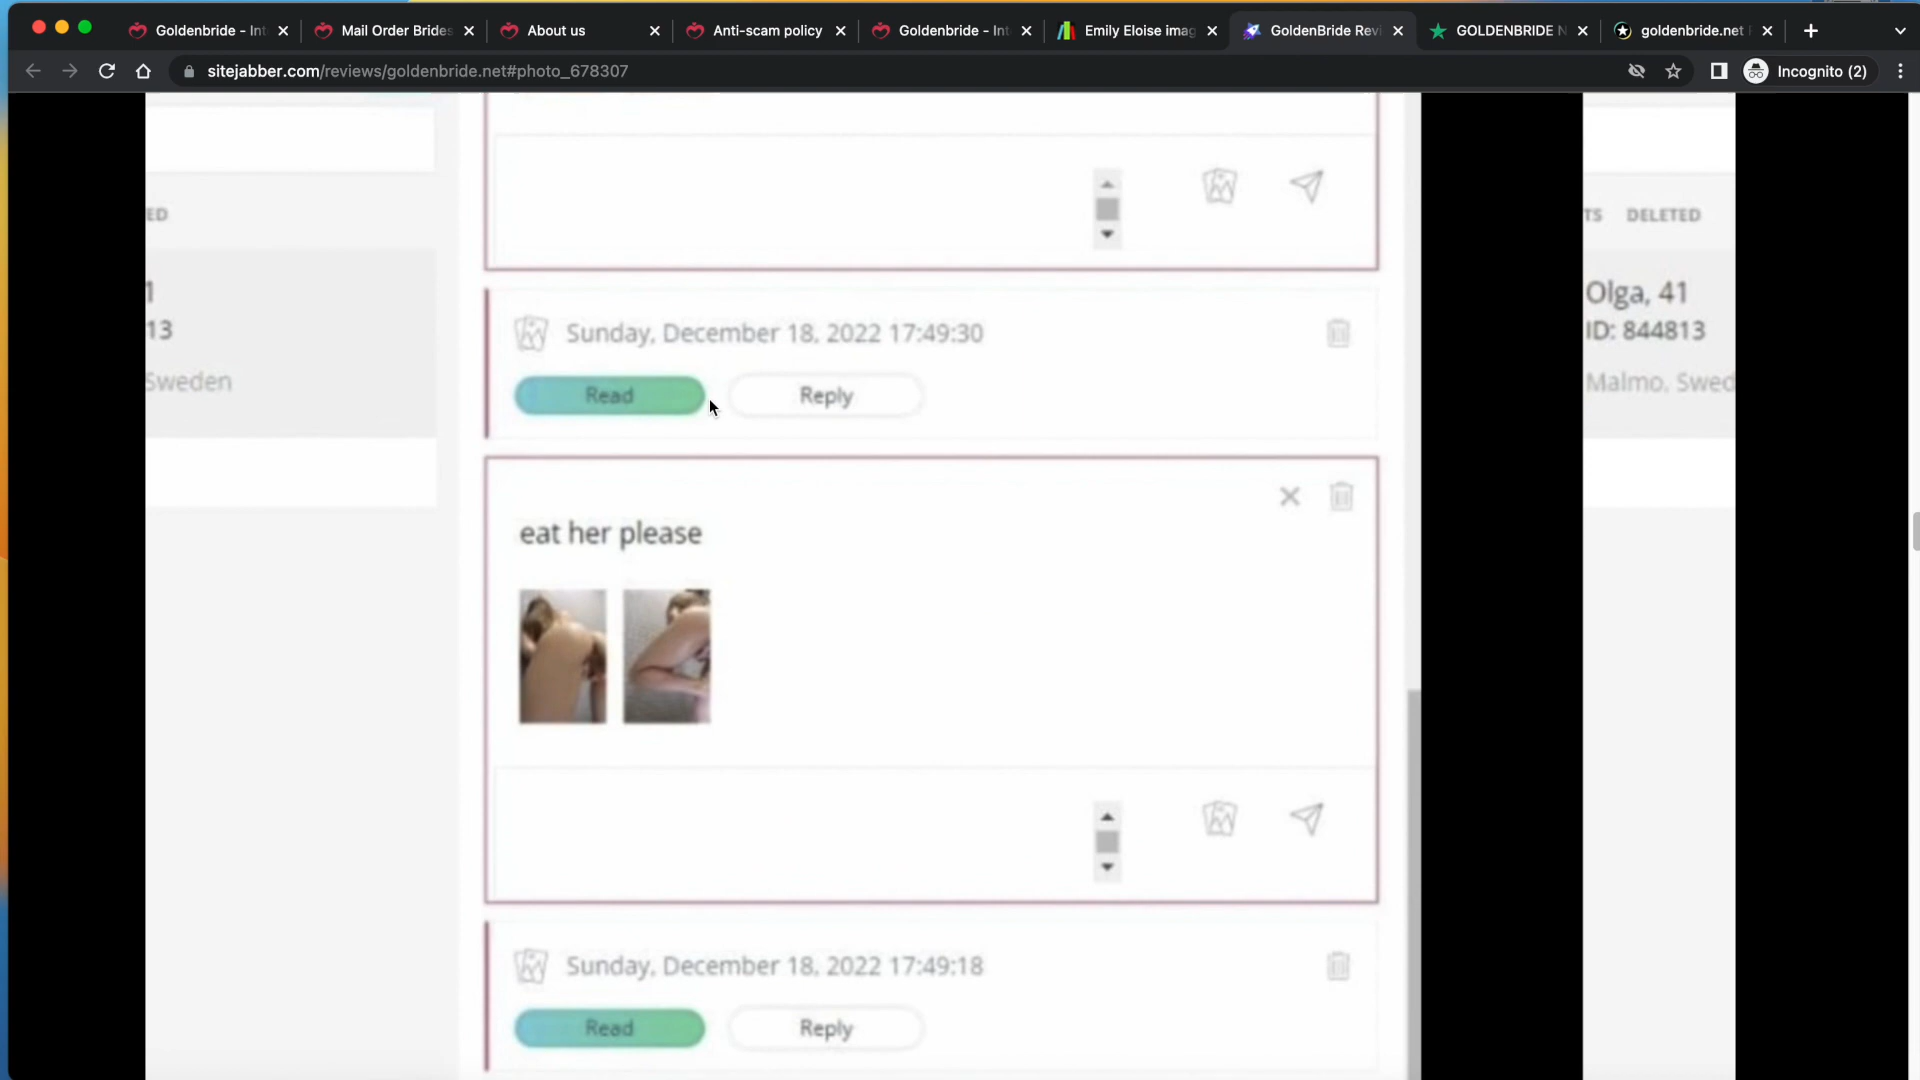 Goldenbride - Int
Mail Order Brides
About us
Anti-scam policy
Goldenbride - Int
Emily Eloise imag
GoldenBride Revi
GOLDENBRIDE N
goldenbride.net
sitejabber.com/reviews/goldenbride.net#photo_678307
Incognito (2)
ED
TS DELETED
1
13
Sweden
Olga, 41
ID: 844813
Malmo, Swed
Sunday, December 18, 2022 17:49:30
Read
Reply
eat her please
Sunday, December 18, 2022 17:49:18
Read
Reply